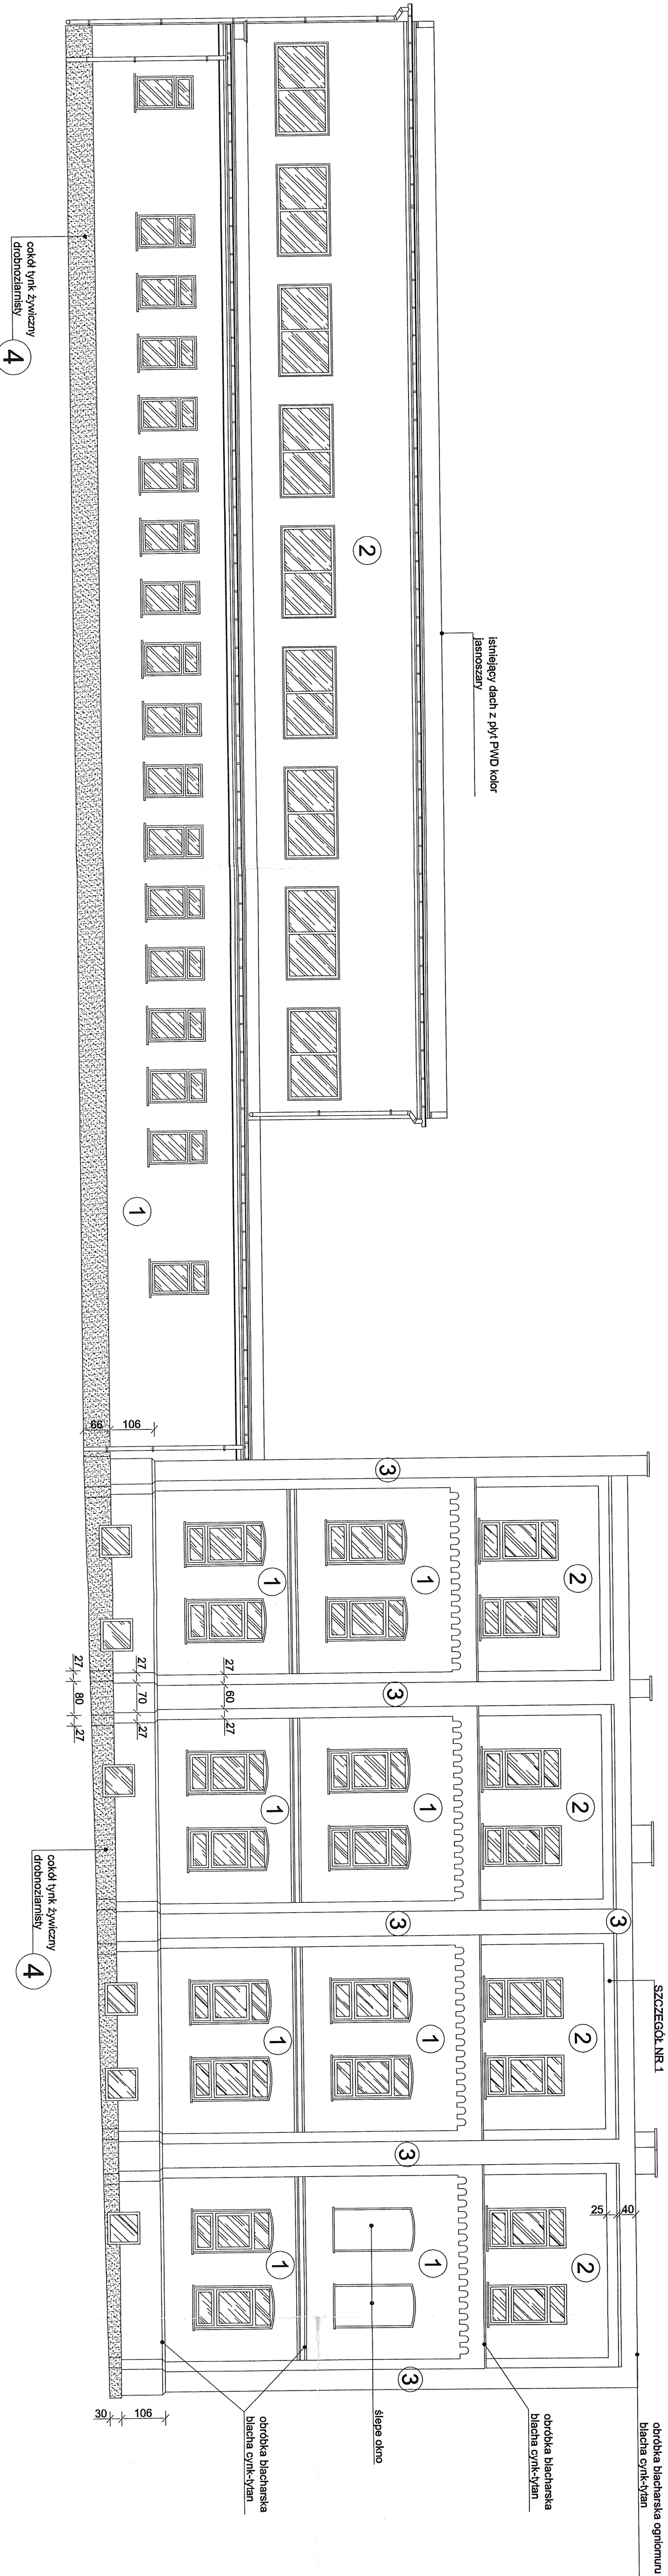 istniejący dach z płyt PWD kolor
jasnoszary
2
1
cokół tynk żywiczny
drobnoziarnisty
4
66
106
SZCZEGÓŁ NR 1
obróbka blacharska ogniomuru
blacha cynk-tytan
25
40
3
3
3
3
3
3
2
2
2
2
obróbka blacharska
blacha cynk-tytan
1
1
1
1
ślepe okno
1
1
1
1
obróbka blacharska
blacha cynk-tytan
27
60
27
27
70
27
27
80
27
30
106
cokół tynk żywiczny
drobnoziarnisty
4